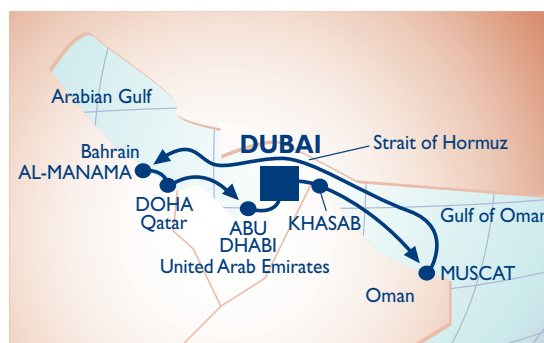 Arabian Gulf
DUBAI
Strait of Hormuz
Bahrain
AL-MANAMA
DOHA
Qatar
ABU
DHABI
KHASAB
Gulf of Oman
United Arab Emirates
MUSCAT
Oman